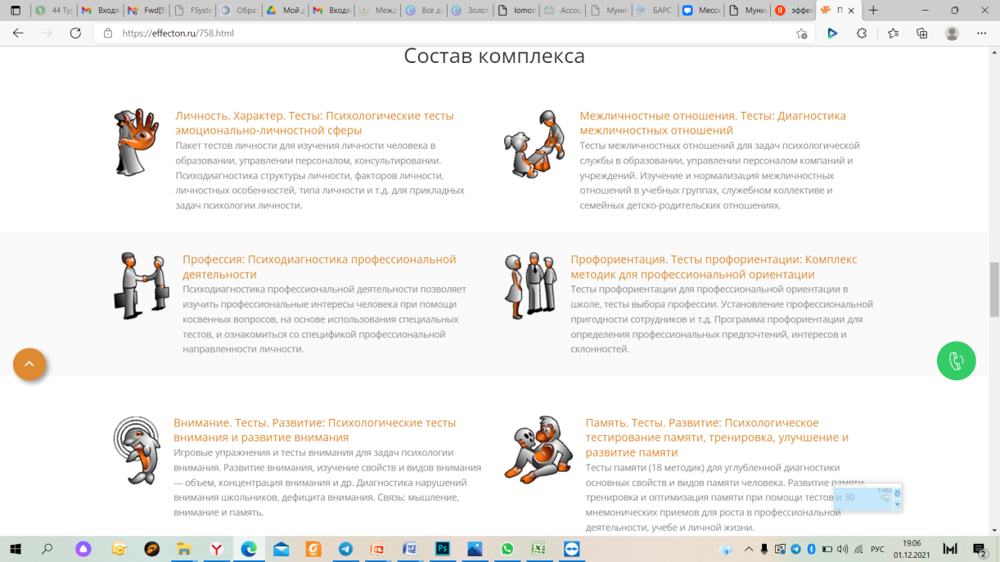 44 Ту
Входя
Fwd[5
FSyste
Образ
Мой д
Входя
Межд
Все ди
Золот
lomon
Ассоц
Муни
БАРС.
Мессе
Муни
эффек
П
https://effecton.ru/758.html
Состав комплекса
Личность. Характер. Тесты: Психологические тесты
эмоционально-личностной сферы
Пакет тестов личности для изучения личности человека в
образовании, управлении персоналом, консультировании.
Психодиагностика структуры личности, факторов личности,
личностных особенностей, типа личности и т.д. для прикладных
задач психологии личности.
Межличностные отношения. Тесты: Диагностика
межличностных отношений
Тесты межличностных отношений для задач психологической
службы в образовании, управлении персоналом компаний и
учреждений. Изучение и нормализация межличностных
отношений в учебных группах, служебном коллективе и
семейных детско-родительских отношениях.
Профессия: Психодиагностика профессиональной
деятельности
Психодиагностика профессиональной деятельности позволяет
изучить профессиональные интересы человека при помощи
косвенных вопросов, на основе использования специальных
тестов, и ознакомиться со спецификой профессиональной
направленности личности.
Профориентация. Тесты профориентации: Комплекс
методик для профессиональной ориентации
Тесты профориентации для профессиональной ориентации в
школе, тесты выбора профессии. Установление профессиональной
пригодности сотрудников и т.д. Программа профориентации для
определения профессиональных предпочтений, интересов и
склонностей.
Внимание. Тесты. Развитие: Психологические тесты
внимания и развитие внимания
Игровые упражнения и тесты внимания для задач психологии
внимания. Развитие внимания, изучение свойств и видов внимания
— объем, концентрация внимания и др. Диагностика нарушений
внимания школьников, дефицита внимания. Связь: мышление,
внимание и память.
Память. Тесты. Развитие: Психологическое
тестирование памяти, тренировка, улучшение и
развитие памяти
Тесты памяти (18 методик) для углубленной диагностики
основных свойств и видов памяти человека. Развитие памяти,
тренировка и оптимизация памяти при помощи тестов и 30
мнемонических приемов для роста в профессиональной
деятельности, учебе и личной жизни.
РУС
19:06
01.12.2021
2